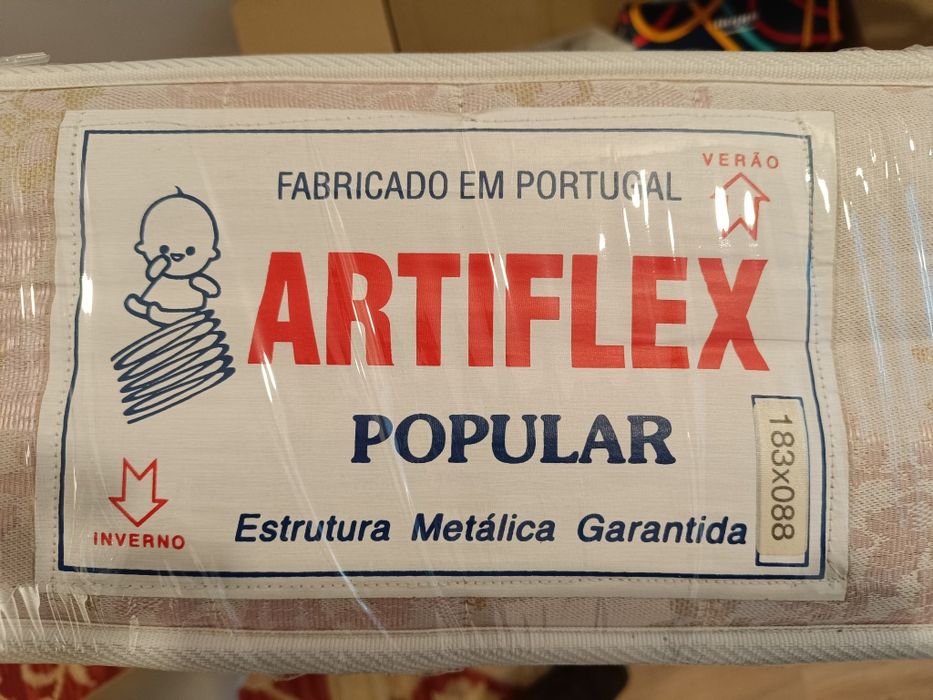 FABRICADO EM PORTUGAL
VERÃO
ARTIFLEX
POPULAR
183x088
INVERNO
Estrutura Metálica Garantida